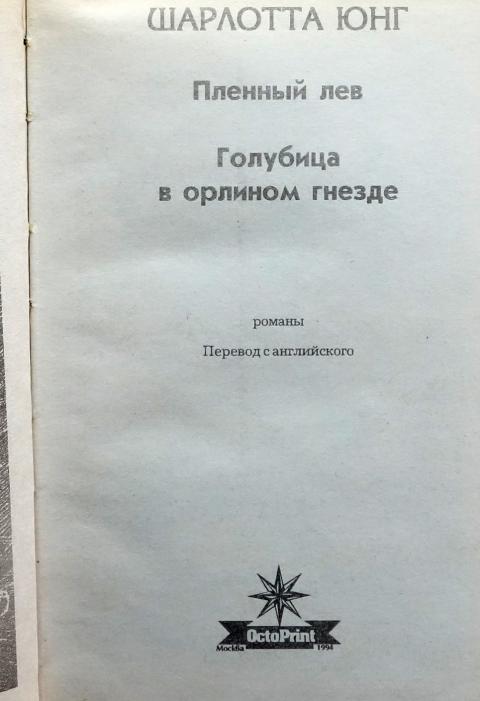 ШАРЛОТТА ЮНГ
Пленный лев
Голубица
в орлином гнезде
романы
Перевод с английского
OctoPrint
Москва 1994